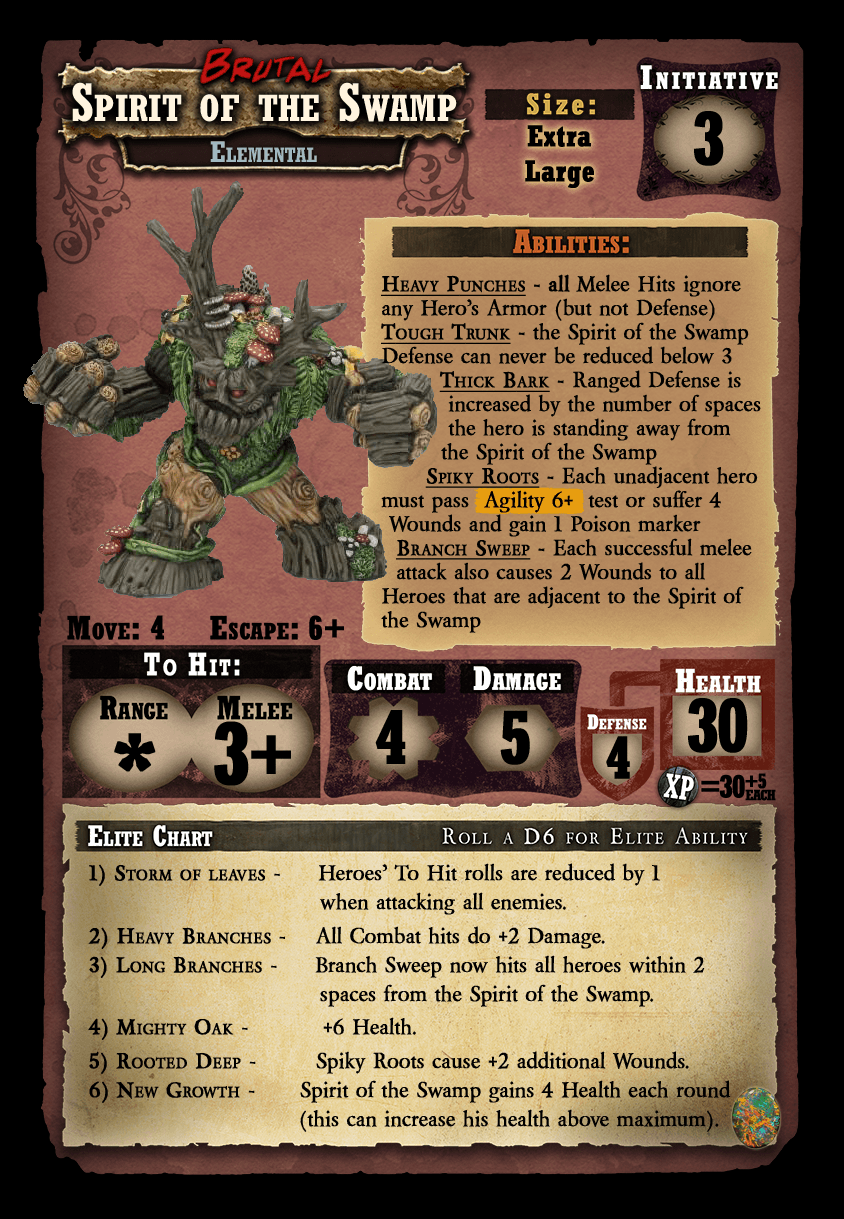 Brutal
Spirit of the Swamp
Elemental
Size:
Extra
Large
Initiative
3
Abilities:
Heavy Punches - all Melee Hits ignore
any Hero's Armor (but not Defense)
Tough Trunk - the Spirit of the Swamp
Defense can never be reduced below 3
Thick Bark - Ranged Defense is
increased by the number of spaces
the hero is standing away from
the Spirit of the Swamp
Spiky Roots - Each unadjacent hero
must pass Agility 6+ test or suffer 4
Wounds and gain 1 Poison marker
Branch Sweep - Each successful melee
attack also causes 2 Wounds to all
Heroes that are adjacent to the Spirit of
the Swamp
Move: 4 Escape: 6+
To Hit:
Range
*
Melee
3+
Combat
4
Damage
5
Defense
4
Health
30
XP =30 +5 each
Elite Chart Roll a D6 for Elite Ability
1) Storm of leaves - Heroes' To Hit rolls are reduced by 1
when attacking all enemies.
2) Heavy Branches - All Combat hits do +2 Damage.
3) Long Branches - Branch Sweep now hits all heroes within 2
spaces from the Spirit of the Swamp.
4) Mighty Oak - +6 Health.
5) Rooted Deep - Spiky Roots cause +2 additional Wounds.
6) New Growth - Spirit of the Swamp gains 4 Health each round
(this can increase his health above maximum).